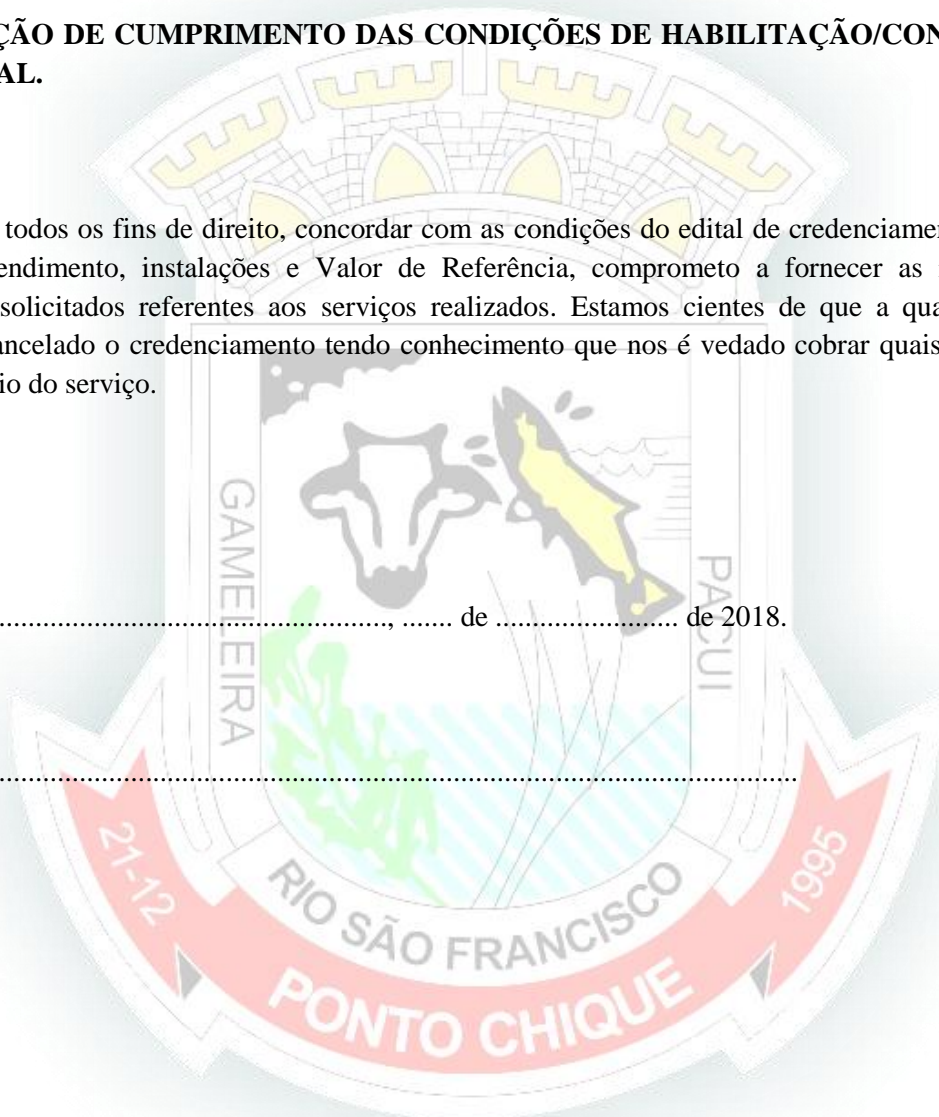 ÇÃO DE CUMPRIMENTO DAS CONDIÇÕES DE HABILITAÇÃO/CON
AL.
todos os fins de direito, concordar com as condições do edital de credenciamen
endimento, instalações e Valor de Referência, comprometo a fornecer as
solicitados referentes aos serviços realizados. Estamos cientes de que a qua
ancelado o credenciamento tendo conhecimento que nos é vedado cobrar quais
io do serviço.
......................................................, ....... de ......................... de 2018.
..............................................................................................................
GAMELEIRA
PACUI
21-12
RIO SÃO FRANCISCO
1995
PONTO CHIQUE